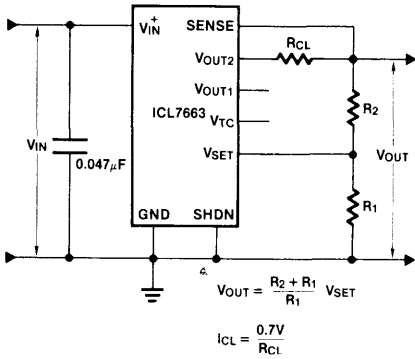 V+IN
SENSE
RCL
VOUT2
VOUT1
ICL7663
VTC
VSET
GND
SHDN
VIN
0.047μF
R2
R1
VOUT
VOUT = R2 + R1 / R1 VSET
ICL = 0.7V / RCL